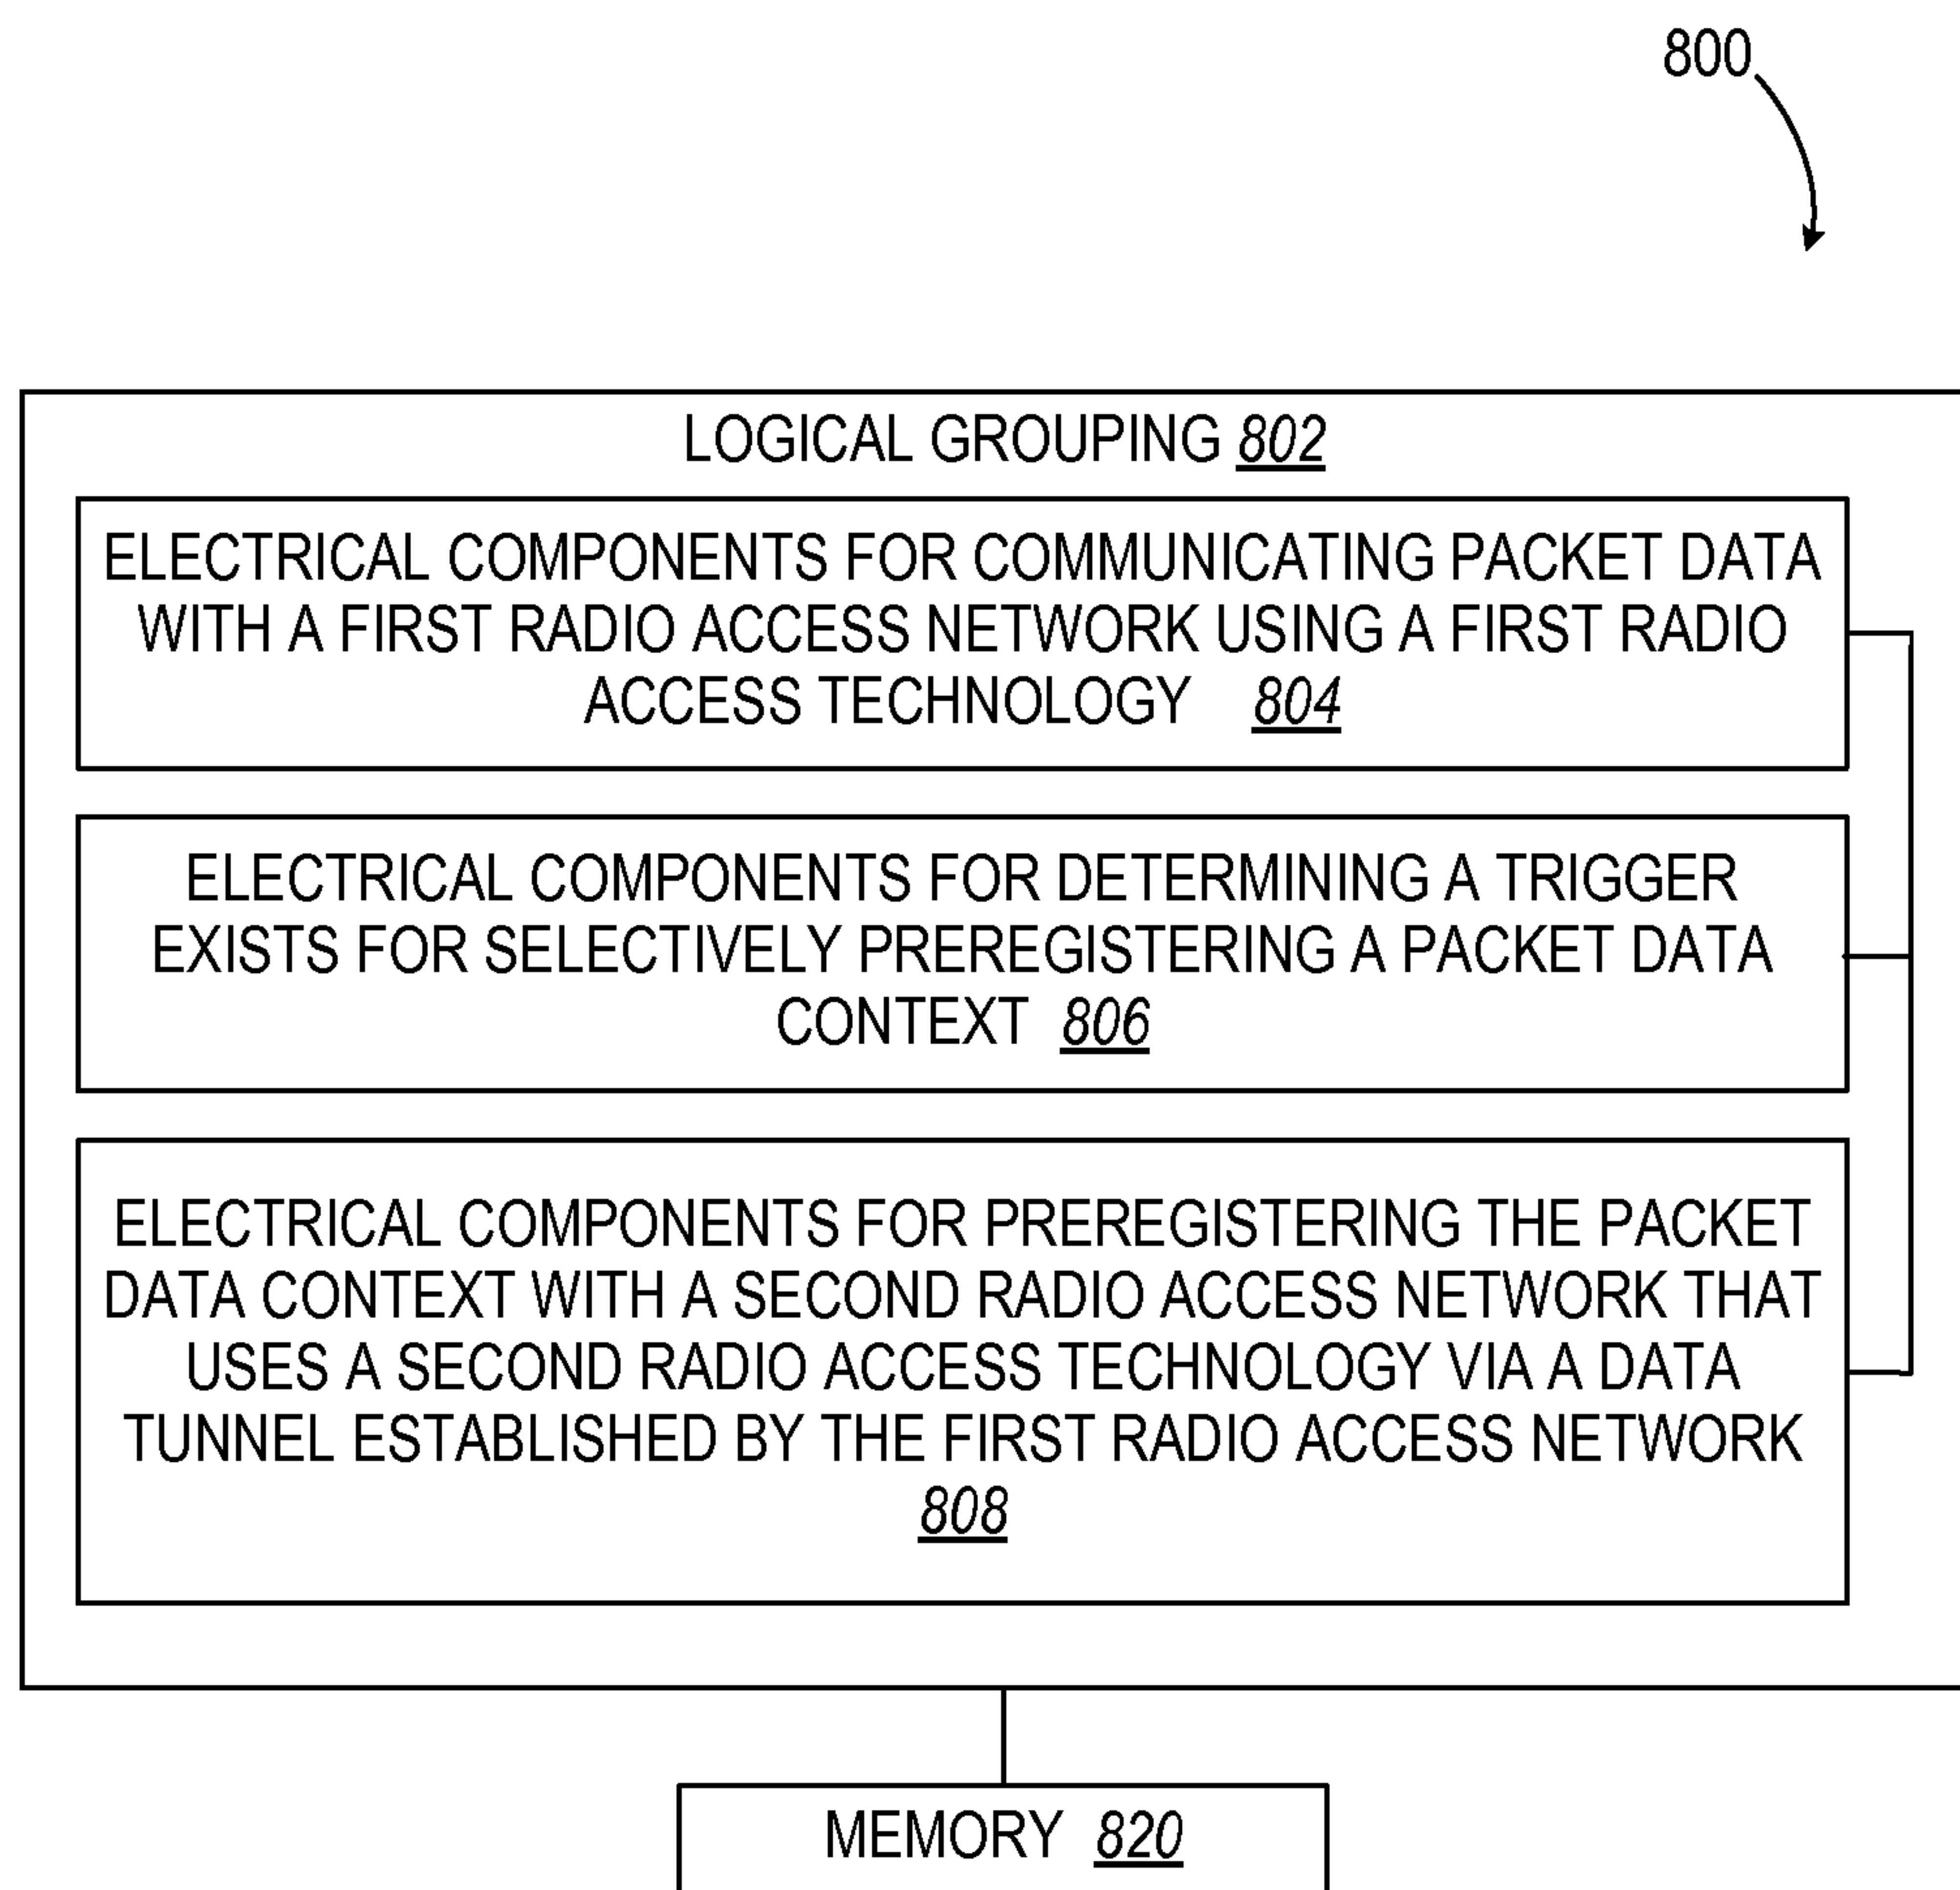 800
LOGICAL GROUPING 802
ELECTRICAL COMPONENTS FOR COMMUNICATING PACKET DATA
WITH A FIRST RADIO ACCESS NETWORK USING A FIRST RADIO
ACCESS TECHNOLOGY 804
ELECTRICAL COMPONENTS FOR DETERMINING A TRIGGER
EXISTS FOR SELECTIVELY PREREGISTERING A PACKET DATA
CONTEXT 806
ELECTRICAL COMPONENTS FOR PREREGISTERING THE PACKET
DATA CONTEXT WITH A SECOND RADIO ACCESS NETWORK THAT
USES A SECOND RADIO ACCESS TECHNOLOGY VIA A DATA
TUNNEL ESTABLISHED BY THE FIRST RADIO ACCESS NETWORK
808
MEMORY 820